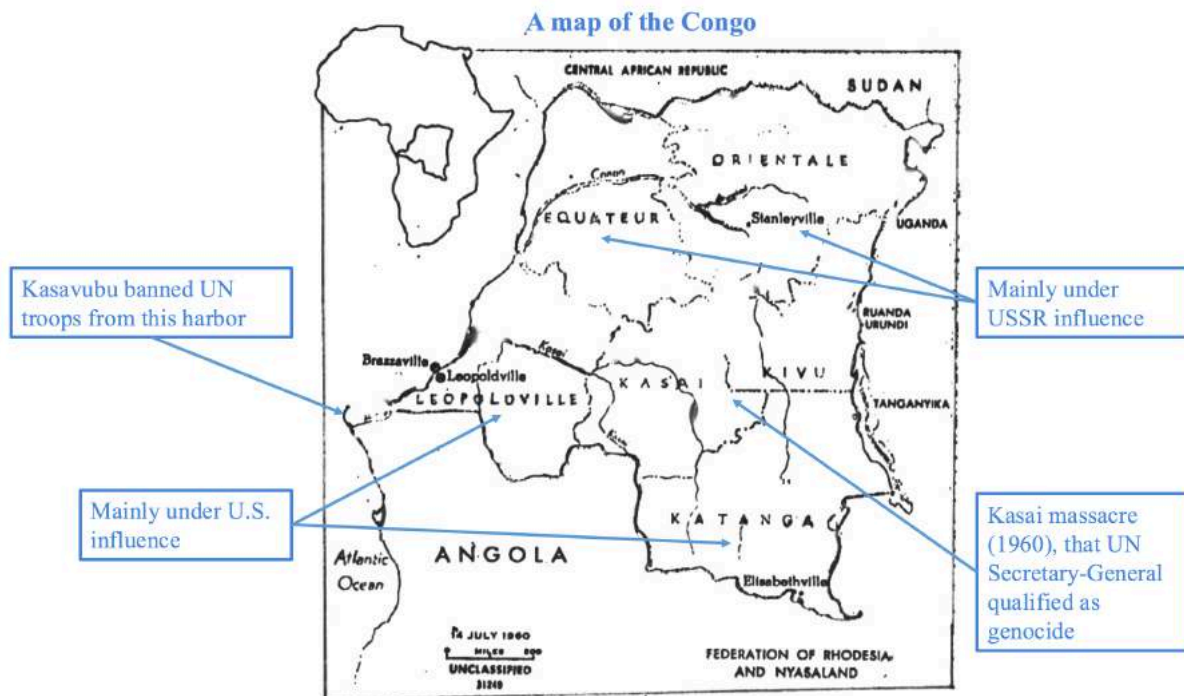 A map of the Congo
CENTRAL AFRICAN REPUBLIC
SUDAN
ORIENTALE
Congo
EQUATEUR
Stanleyville
UGANDA
Kasavubu banned UN
troops from this harbor
Mainly under
USSR influence
RUANDA
URUNDI
Brazzaville
Leopoldville
LEOPOLDVILLE
Kasai
KASAI
KIVU
TANGANYIKA
Mainly under U.S.
influence
KATANGA
Kasai massacre
(1960), that UN
Secretary-General
qualified as
genocide
ANGOLA
Atlantic
Ocean
Elisabethville
14 JULY 1960
0 MILES 200
UNCLASSIFIED
31249
FEDERATION OF RHODESIA
AND NYASALAND